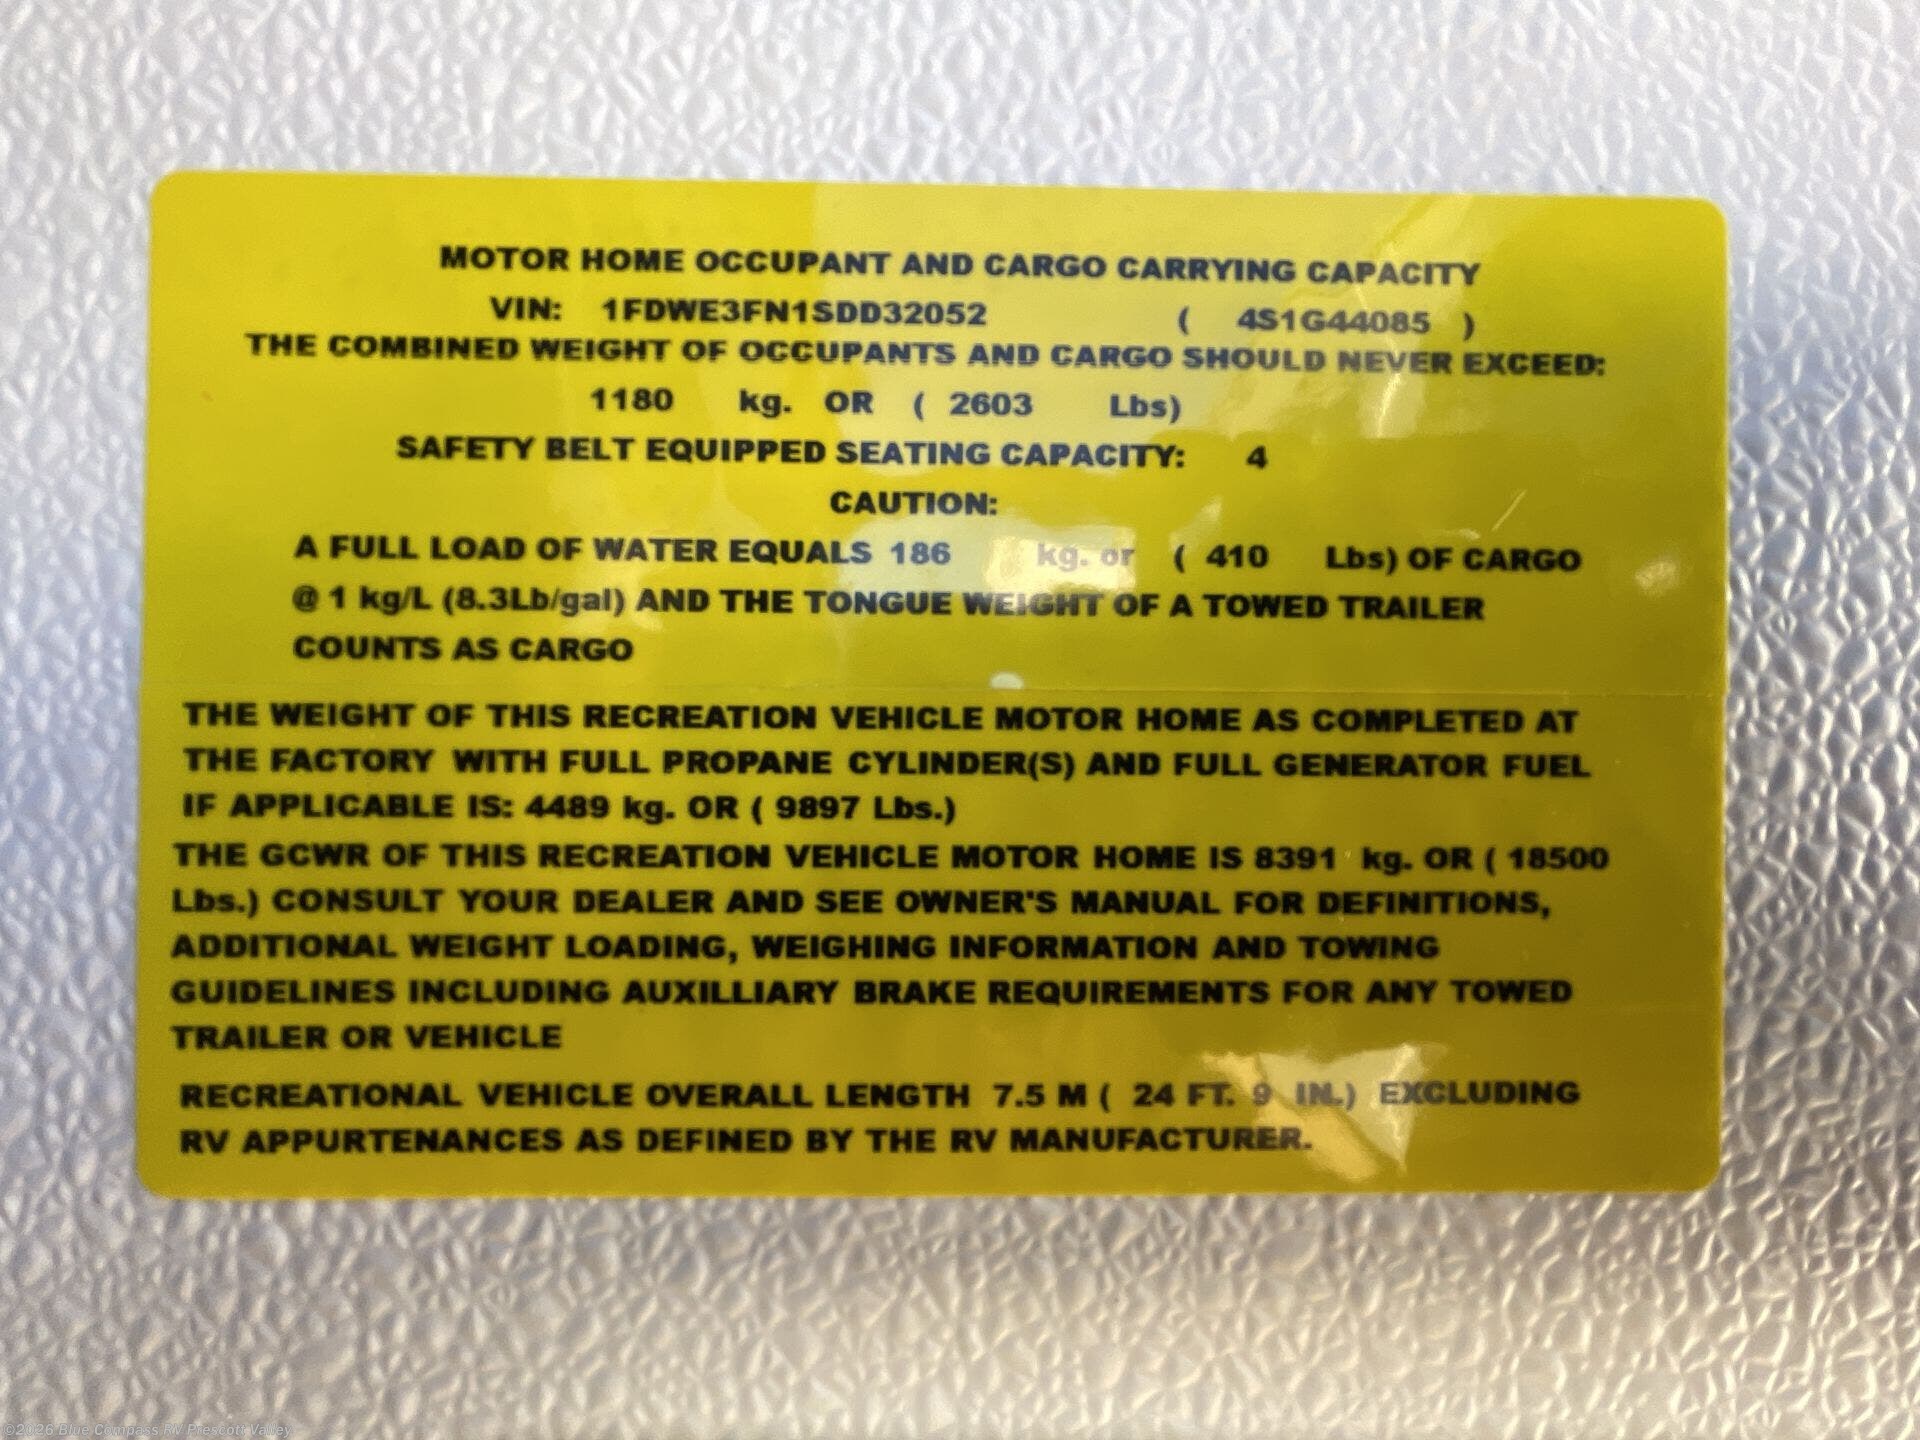 MOTOR HOME OCCUPANT AND CARGO CARRYING CAPACITY
VIN: 1FDWE3FN1SDD32052 ( 4S1G44085 )
THE COMBINED WEIGHT OF OCCUPANTS AND CARGO SHOULD NEVER EXCEED:
1180 kg. OR ( 2603 Lbs)
SAFETY BELT EQUIPPED SEATING CAPACITY: 4
CAUTION:
A FULL LOAD OF WATER EQUALS 186 kg. or ( 410 Lbs) OF CARGO
@ 1 kg/L (8.3Lb/gal) AND THE TONGUE WEIGHT OF A TOWED TRAILER
COUNTS AS CARGO
THE WEIGHT OF THIS RECREATION VEHICLE MOTOR HOME AS COMPLETED AT
THE FACTORY WITH FULL PROPANE CYLINDER(S) AND FULL GENERATOR FUEL
IF APPLICABLE IS: 4489 kg. OR ( 9897 Lbs.)
THE GCWR OF THIS RECREATION VEHICLE MOTOR HOME IS 8391 kg. OR ( 18500
Lbs.) CONSULT YOUR DEALER AND SEE OWNER'S MANUAL FOR DEFINITIONS,
ADDITIONAL WEIGHT LOADING, WEIGHING INFORMATION AND TOWING
GUIDELINES INCLUDING AUXILLIARY BRAKE REQUIREMENTS FOR ANY TOWED
TRAILER OR VEHICLE
RECREATIONAL VEHICLE OVERALL LENGTH 7.5 M ( 24 FT. 9 IN.) EXCLUDING
RV APPURTENANCES AS DEFINED BY THE RV MANUFACTURER.
©2026 Blue Compass RV Prescott Valley